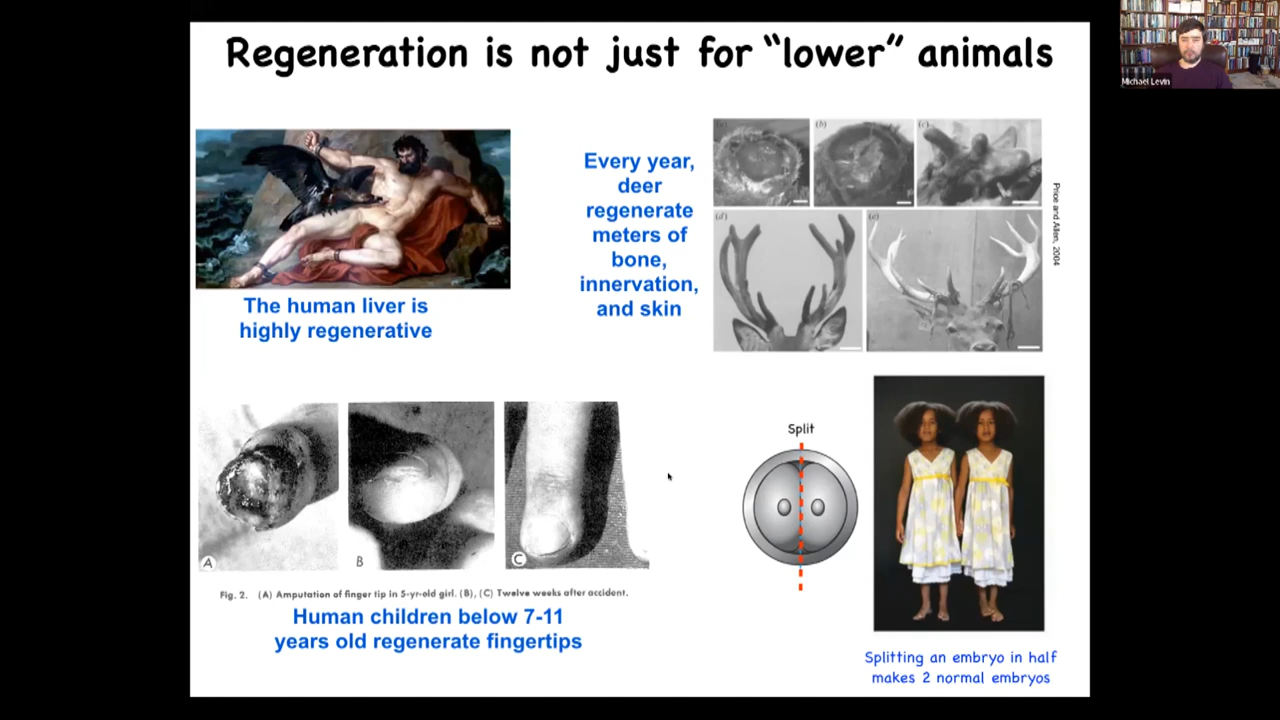 Regeneration is not just for “lower” animals
Michael Levin
The human liver is
highly regenerative
Every year,
deer
regenerate
meters of
bone,
innervation,
and skin
(a)
(b)
(c)
(d)
(e)
Price and Allen, 2004
A
B
C
Fig. 2. (A) Amputation of finger tip in 5-yr-old girl. (B), (C) Twelve weeks after accident.
Human children below 7-11
years old regenerate fingertips
Split
Splitting an embryo in half
makes 2 normal embryos